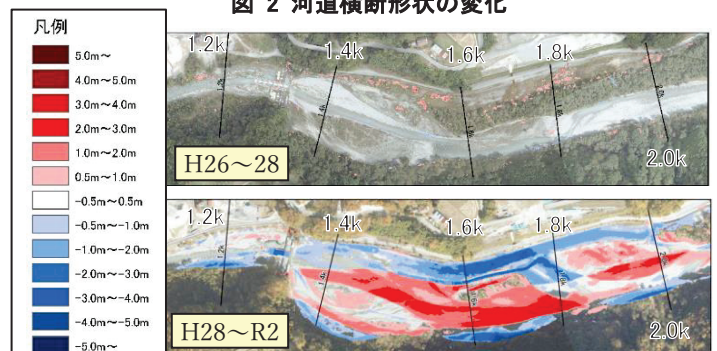 図 2 河道横断形状の変化
凡例
5.0m～
4.0m～5.0m
3.0m～4.0m
2.0m～3.0m
1.0m～2.0m
0.5m～1.0m
-0.5m～0.5m
-0.5m～-1.0m
-1.0m～-2.0m
-2.0m～-3.0m
-3.0m～-4.0m
-4.0m～-5.0m
-5.0m～
1.2k
1.4k
1.6k
1.8k
2.0k
H26～28
1.2k
1.4k
1.6k
1.8k
2.0k
H28～R2